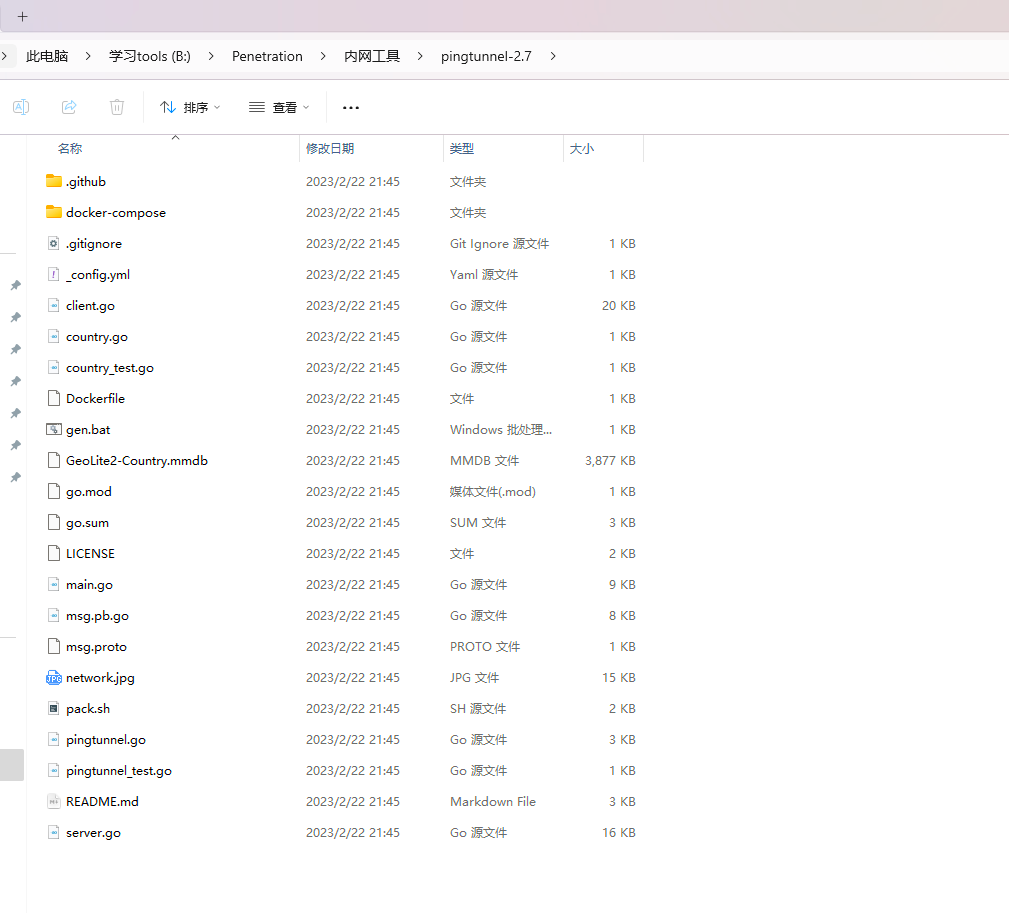 此电脑 学习tools (B:) Penetration 内网工具 pingtunnel-2.7
排序 查看
名称 修改日期 类型 大小
.github 2023/2/22 21:45 文件夹
docker-compose 2023/2/22 21:45 文件夹
.gitignore 2023/2/22 21:45 Git Ignore 源文件 1 KB
_config.yml 2023/2/22 21:45 Yaml 源文件 1 KB
client.go 2023/2/22 21:45 Go 源文件 20 KB
country.go 2023/2/22 21:45 Go 源文件 1 KB
country_test.go 2023/2/22 21:45 Go 源文件 1 KB
Dockerfile 2023/2/22 21:45 文件 1 KB
gen.bat 2023/2/22 21:45 Windows 批处理... 1 KB
GeoLite2-Country.mmdb 2023/2/22 21:45 MMDB 文件 3,877 KB
go.mod 2023/2/22 21:45 媒体文件(.mod) 1 KB
go.sum 2023/2/22 21:45 SUM 文件 3 KB
LICENSE 2023/2/22 21:45 文件 2 KB
main.go 2023/2/22 21:45 Go 源文件 9 KB
msg.pb.go 2023/2/22 21:45 Go 源文件 8 KB
msg.proto 2023/2/22 21:45 PROTO 文件 1 KB
network.jpg 2023/2/22 21:45 JPG 文件 15 KB
pack.sh 2023/2/22 21:45 SH 源文件 2 KB
pingtunnel.go 2023/2/22 21:45 Go 源文件 3 KB
pingtunnel_test.go 2023/2/22 21:45 Go 源文件 1 KB
README.md 2023/2/22 21:45 Markdown File 3 KB
server.go 2023/2/22 21:45 Go 源文件 16 KB